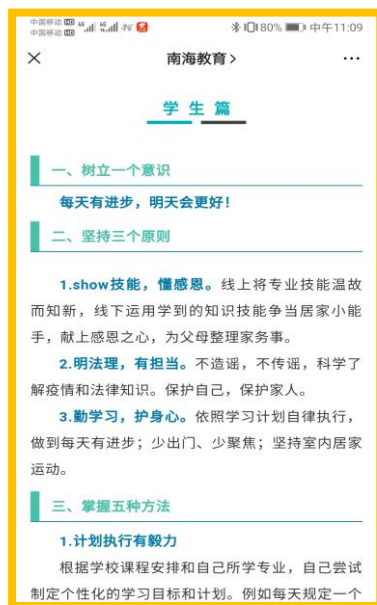 中国移动 HD 4G 4G 80% 中午11:09
中国移动 HD
南海教育>
学生篇
一、树立一个意识
每天有进步，明天会更好！
二、坚持三个原则
1.show技能，懂感恩。线上将专业技能温故
而知新，线下运用学到的知识技能争当居家小能
手，献上感恩之心，为父母整理家务事。
2.明法理，有担当。不造谣，不传谣，科学了
解疫情和法律知识。保护自己，保护家人。
3.勤学习，护身心。依照学习计划自律执行，
做到每天有进步；少出门、少聚焦；坚持室内居家
运动。
三、掌握五种方法
1.计划执行有毅力
根据学校课程安排和自己所学专业，自己尝试
制定个性化的学习目标和计划。例如每天规定一个